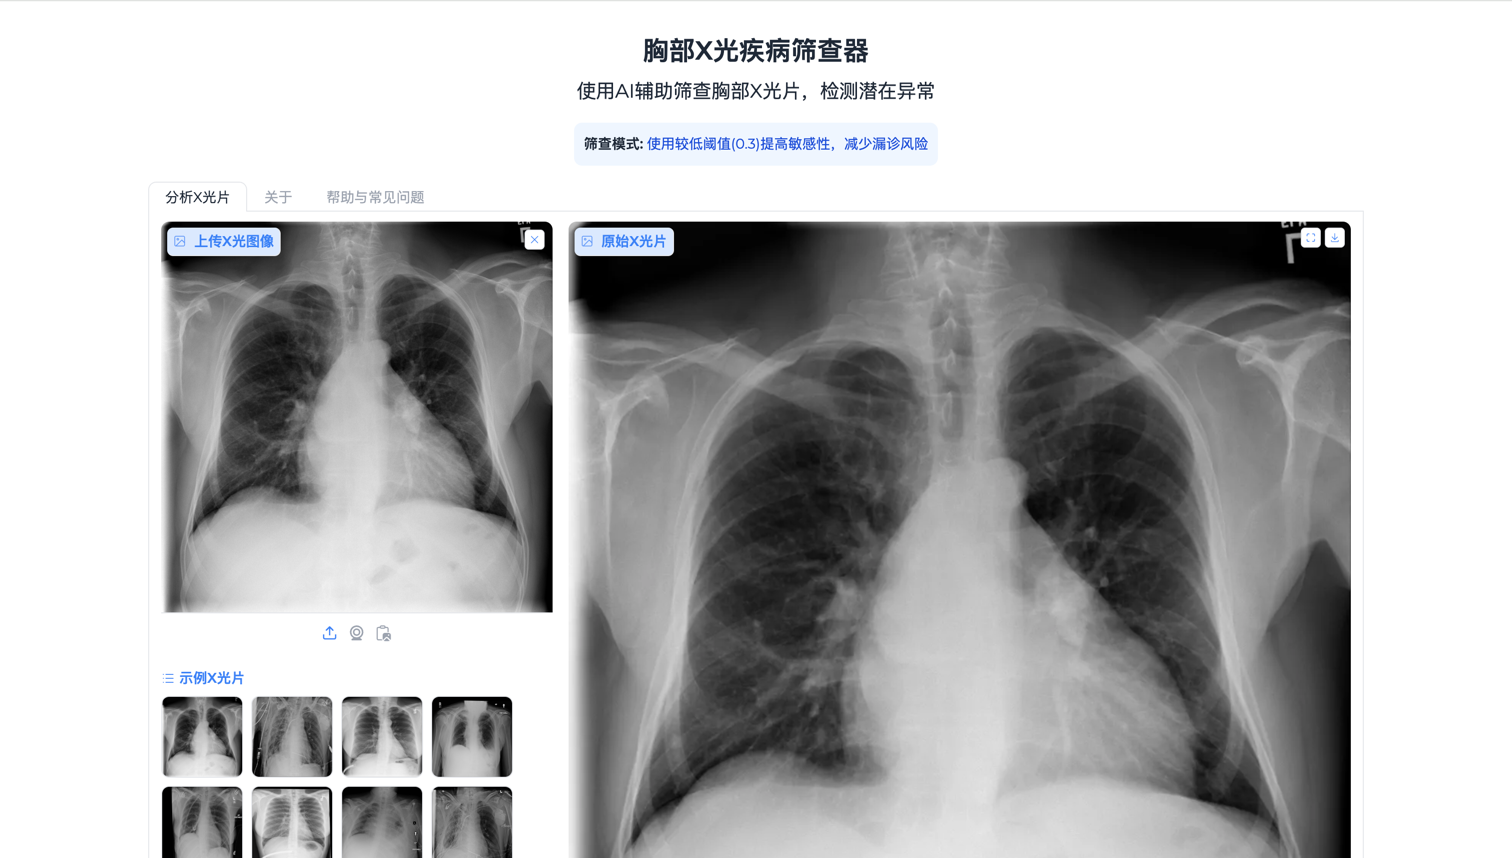 胸部X光疾病筛查器
使用AI辅助筛查胸部X光片，检测潜在异常
筛查模式: 使用较低阈值(0.3)提高敏感性，减少漏诊风险
分析X光片
关于
帮助与常见问题
上传X光图像
原始X光片
示例X光片